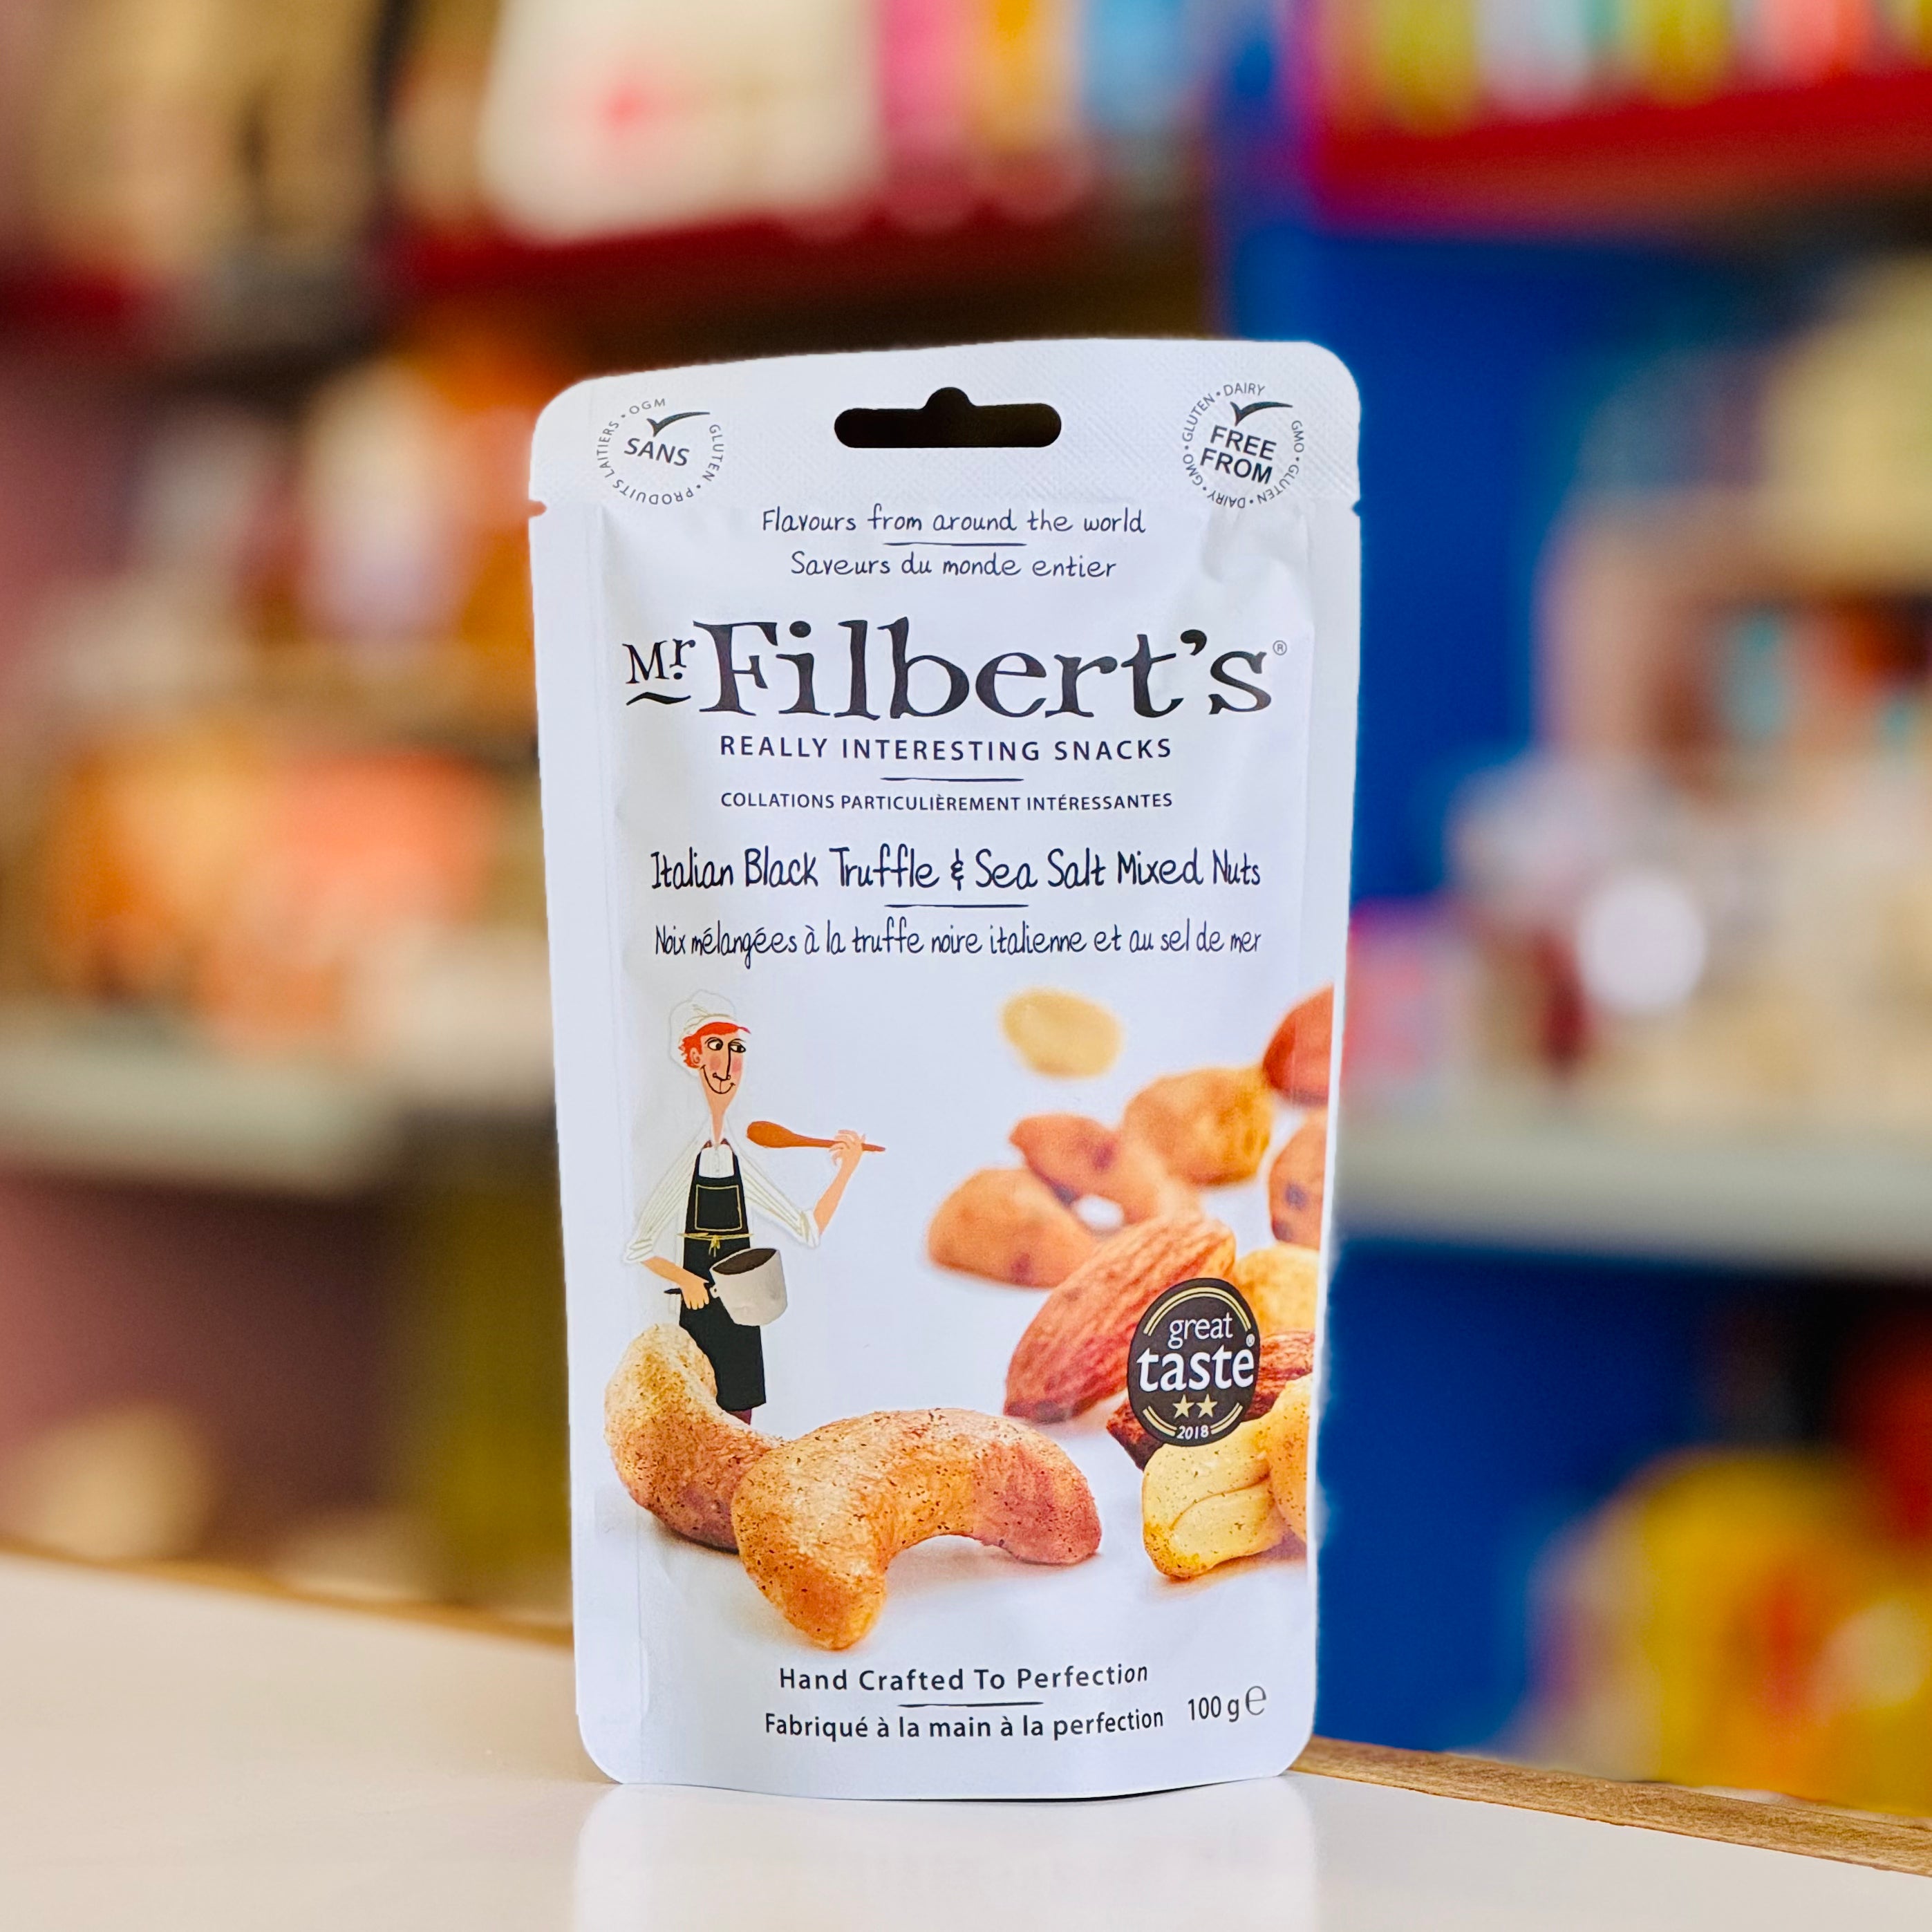 OGM • GLUTEN • PRODUITS LAITIERS •
SANS
DAIRY • GMO • GLUTEN • DAIRY • GMO • GLUTEN •
FREE
FROM
Flavours from around the world
Saveurs du monde entier
Mr. Filbert's®
REALLY INTERESTING SNACKS
COLLATIONS PARTICULIÈREMENT INTÉRESSANTES
Italian Black Truffle & Sea Salt Mixed Nuts
Noix mélangées à la truffe noire italienne et au sel de mer
great
taste®
2018
Hand Crafted To Perfection
Fabriqué à la main à la perfection
100 g ℮